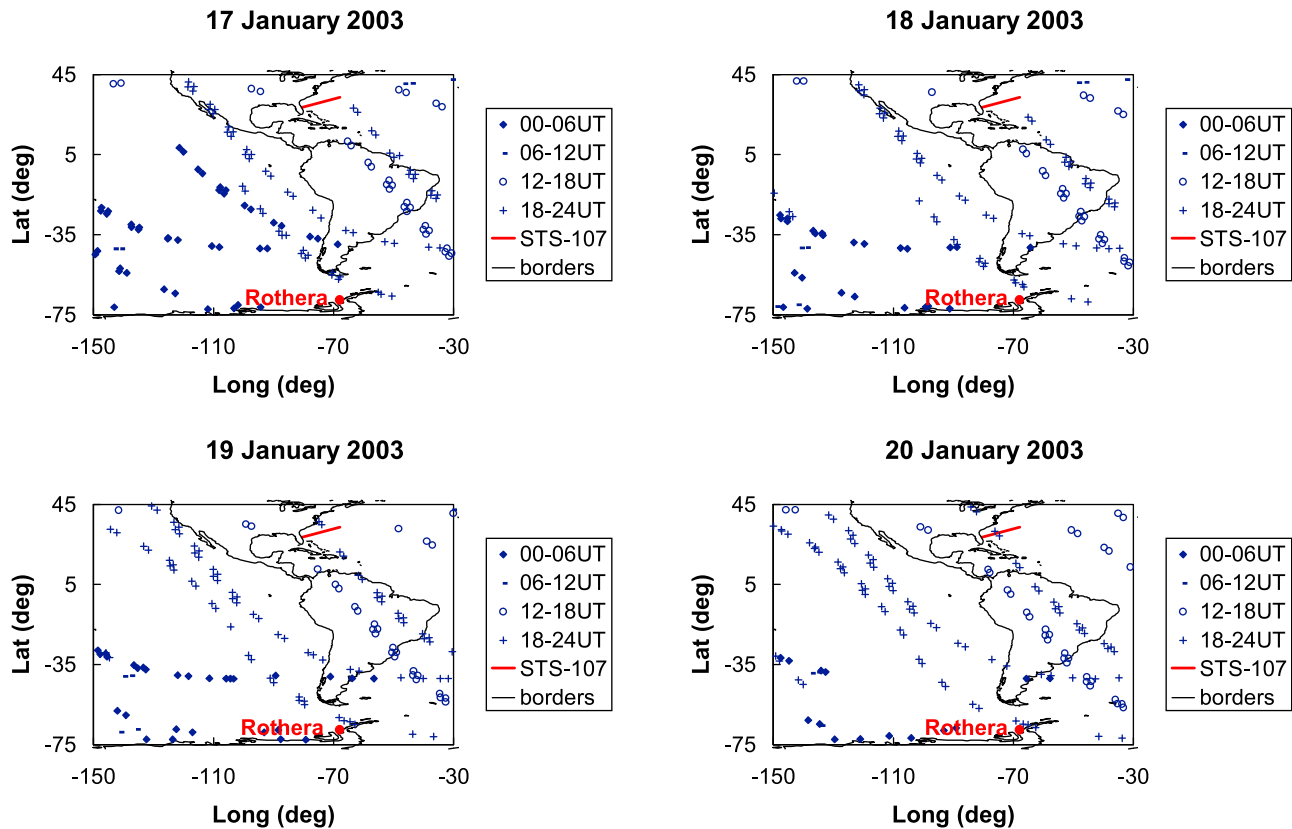 17 January 2003
45
5
-35
-75
Lat (deg)
Rothera
-150
-110
-70
-30
Long (deg)
00-06UT
06-12UT
12-18UT
18-24UT
STS-107
borders
18 January 2003
45
5
-35
-75
Lat (deg)
Rothera
-150
-110
-70
-30
Long (deg)
00-06UT
06-12UT
12-18UT
18-24UT
STS-107
borders
19 January 2003
45
5
-35
-75
Lat (deg)
Rothera
-150
-110
-70
-30
Long (deg)
00-06UT
06-12UT
12-18UT
18-24UT
STS-107
borders
20 January 2003
45
5
-35
-75
Lat (deg)
Rothera
-150
-110
-70
-30
Long (deg)
00-06UT
06-12UT
12-18UT
18-24UT
STS-107
borders